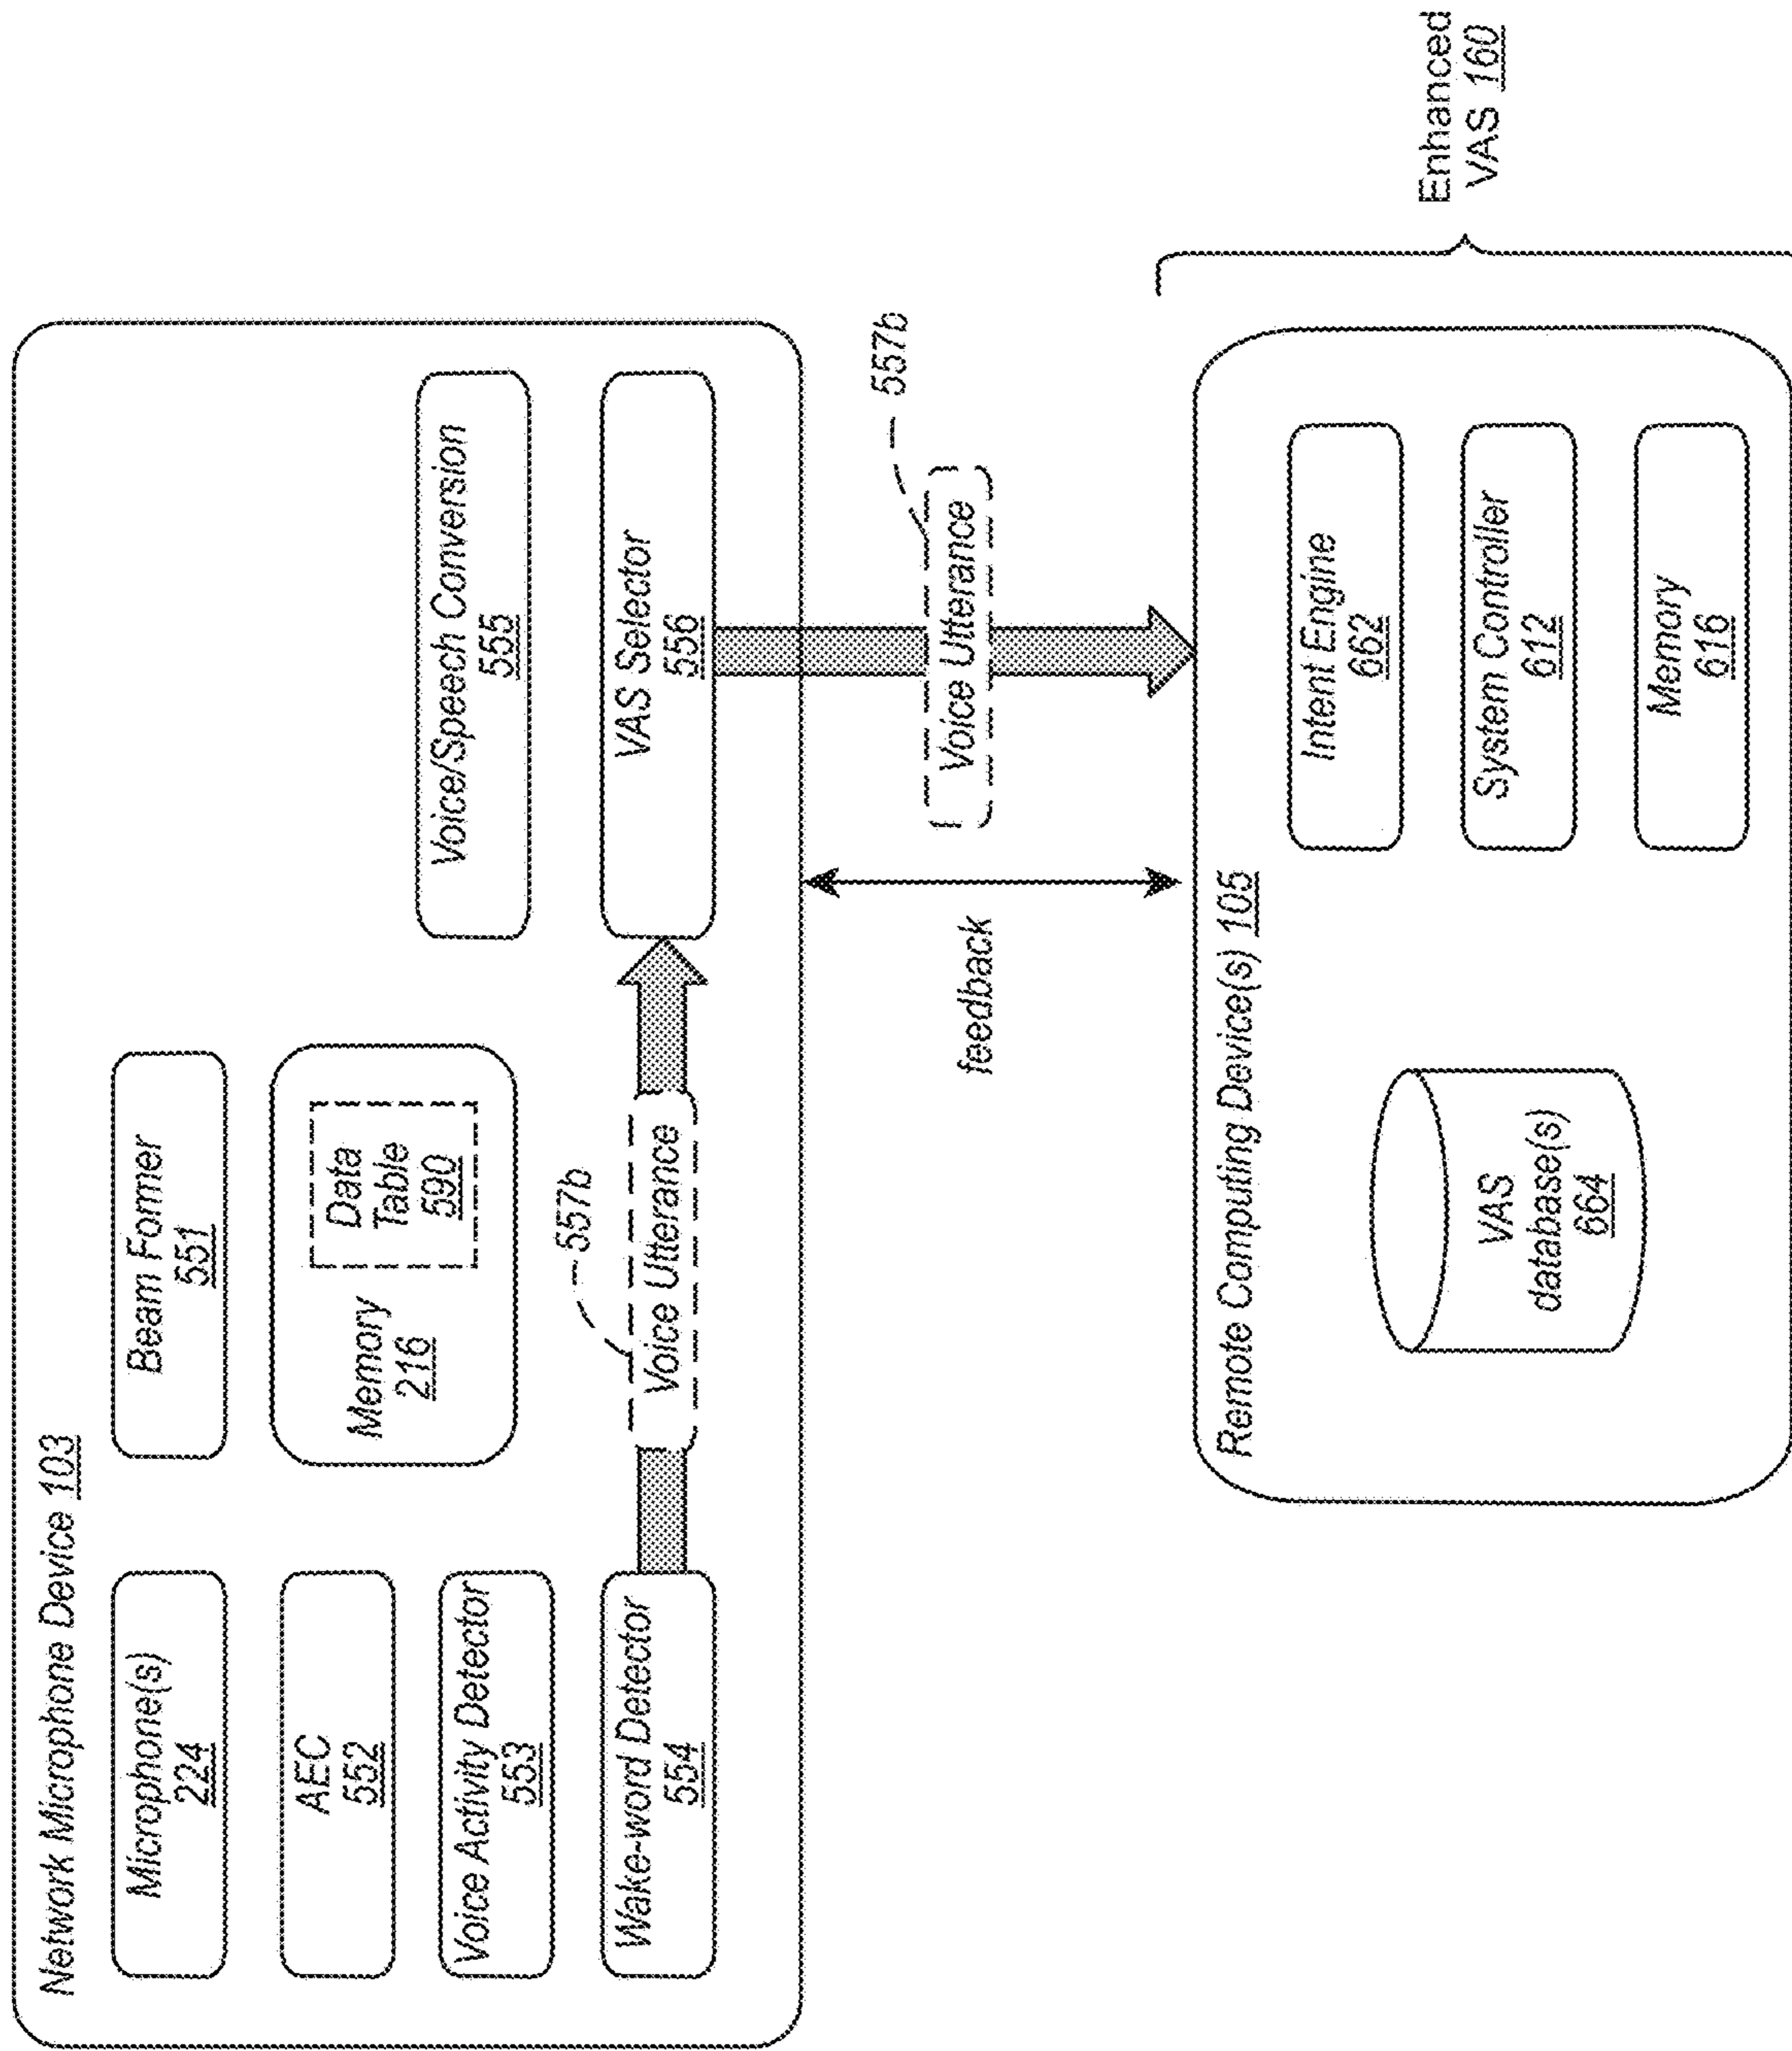 Network Microphone Device 103
Microphone(s)
224
Beam Former
551
AEC
552
Memory
216
Data
Table
590
Voice Activity Detector
553
Voice/Speech Conversion
555
557b
Wake-word Detector
554
Voice Utterance
VAS Selector
556
feedback
Voice Utterance
557b
Remote Computing Device(s) 105
VAS
database(s)
664
Intent Engine
662
System Controller
612
Memory
616
Enhanced
VAS 160